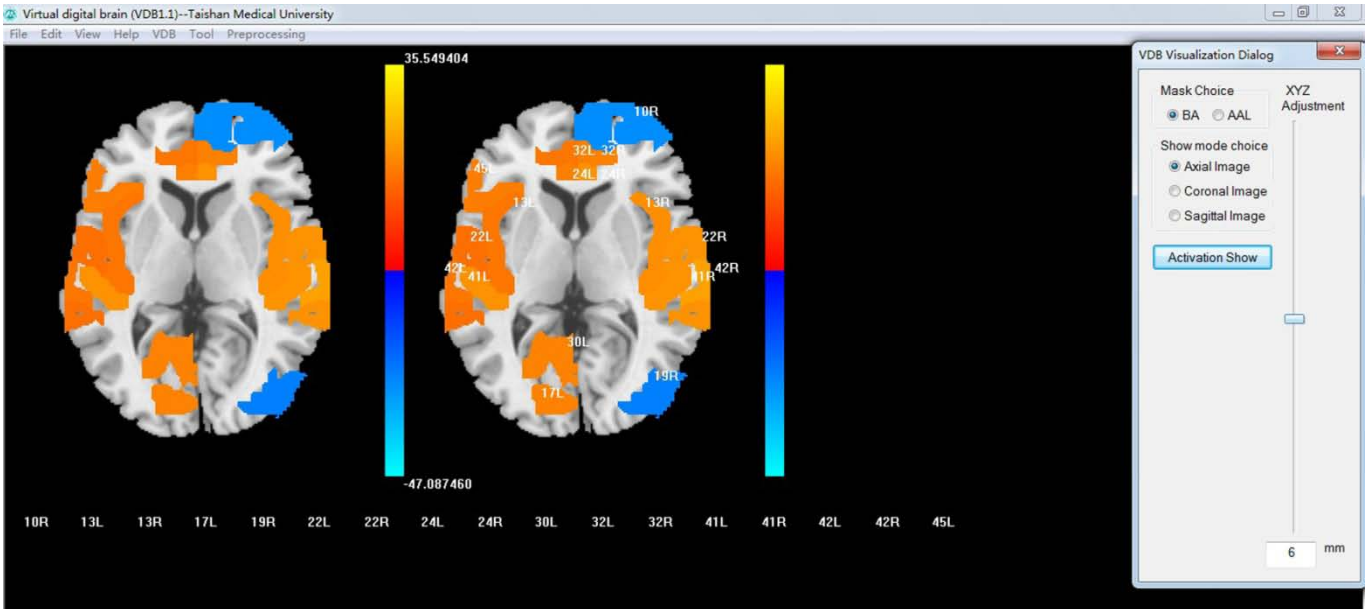 Virtual digital brain (VDB1.1)--Taishan Medical University
File Edit View Help VDB Tool Preprocessing
35.549404
-47.087460
10R
32L 32R
45L
24L 24R
13L
13R
22L
22R
42L
41L
41R
42R
30L
19R
17L
10R 13L 13R 17L 19R 22L 22R 24L 24R 30L 32L 32R 41L 41R 42L 42R 45L
VDB Visualization Dialog
Mask Choice
BA AAL
XYZ
Adjustment
Show mode choice
Axial Image
Coronal Image
Sagittal Image
Activation Show
6 mm